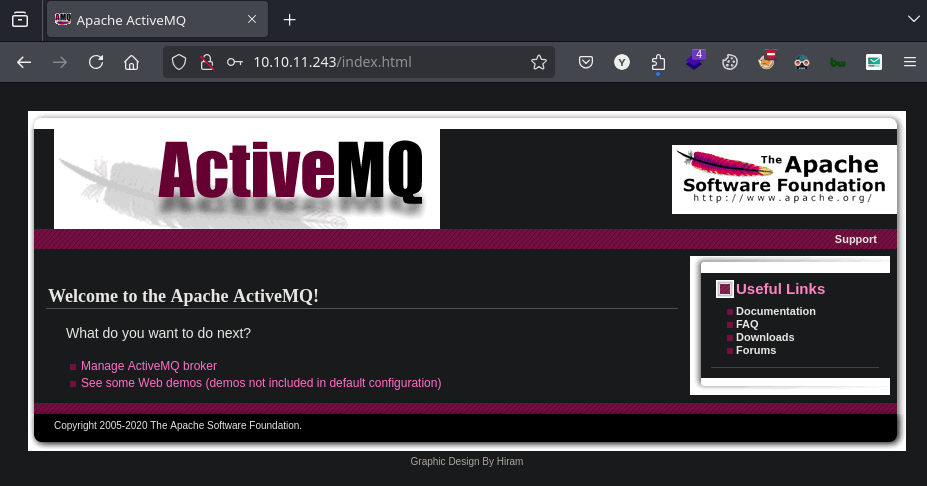 Apache ActiveMQ
10.10.11.243/index.html
4
Y
ActiveMQ
The Apache
Software Foundation
http://www.apache.org/
Support
Welcome to the Apache ActiveMQ!
What do you want to do next?
Manage ActiveMQ broker
See some Web demos (demos not included in default configuration)
Useful Links
Documentation
FAQ
Downloads
Forums
Copyright 2005-2020 The Apache Software Foundation.
Graphic Design By Hiram